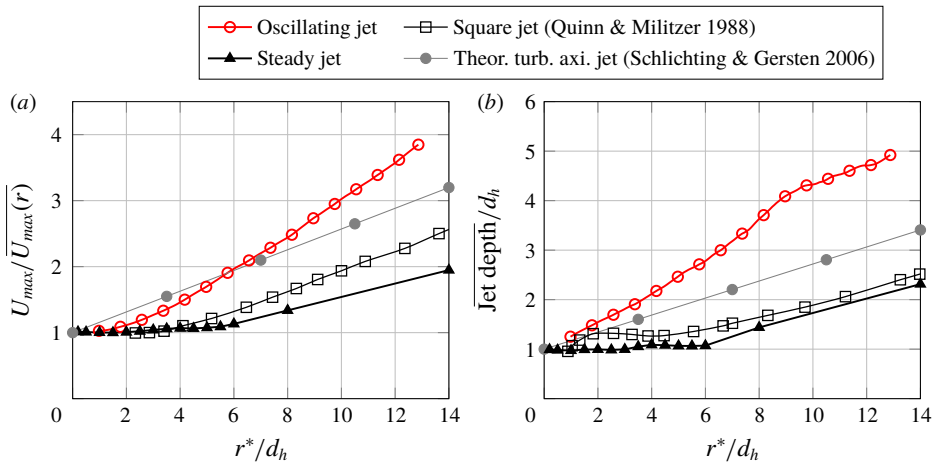 Oscillating jet
Square jet (Quinn & Militzer 1988)
Steady jet
Theor. turb. axi. jet (Schlichting & Gersten 2006)
(a)
4
3
2
1
0
2
4
6
8
10
12
14
U_max/U_max(r)
r*/d_h
(b)
6
5
4
3
2
1
0
2
4
6
8
10
12
14
Jet depth/d_h
r*/d_h